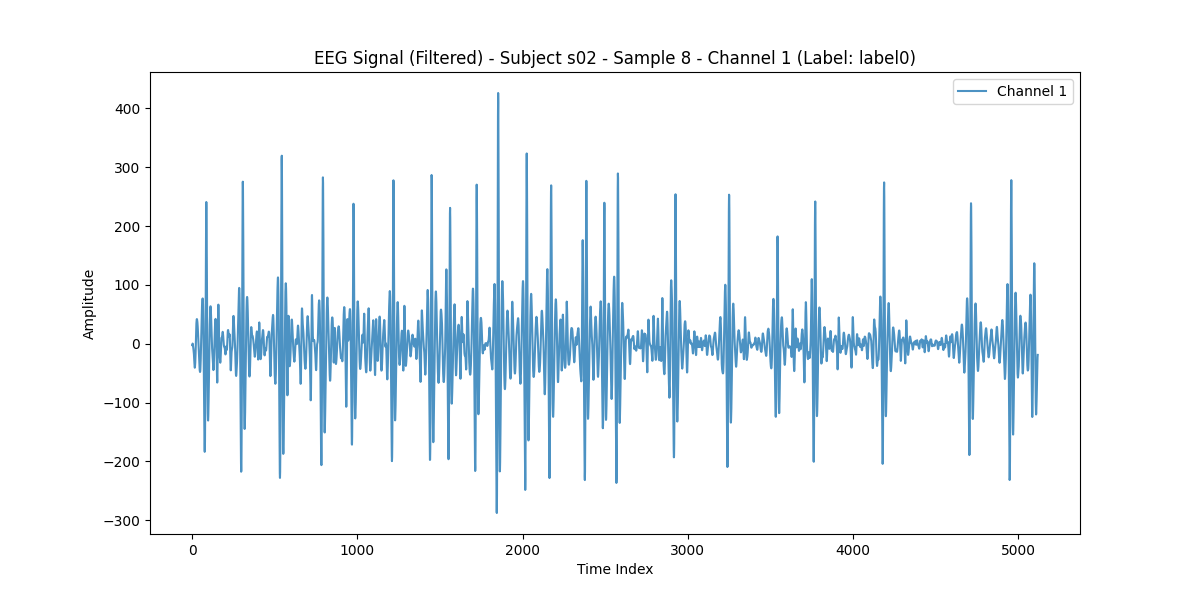 EEG Signal (Filtered) - Subject s02 - Sample 8 - Channel 1 (Label: label0)
Channel 1
400
300
200
100
0
−100
−200
−300
Amplitude
0 1000 2000 3000 4000 5000
Time Index